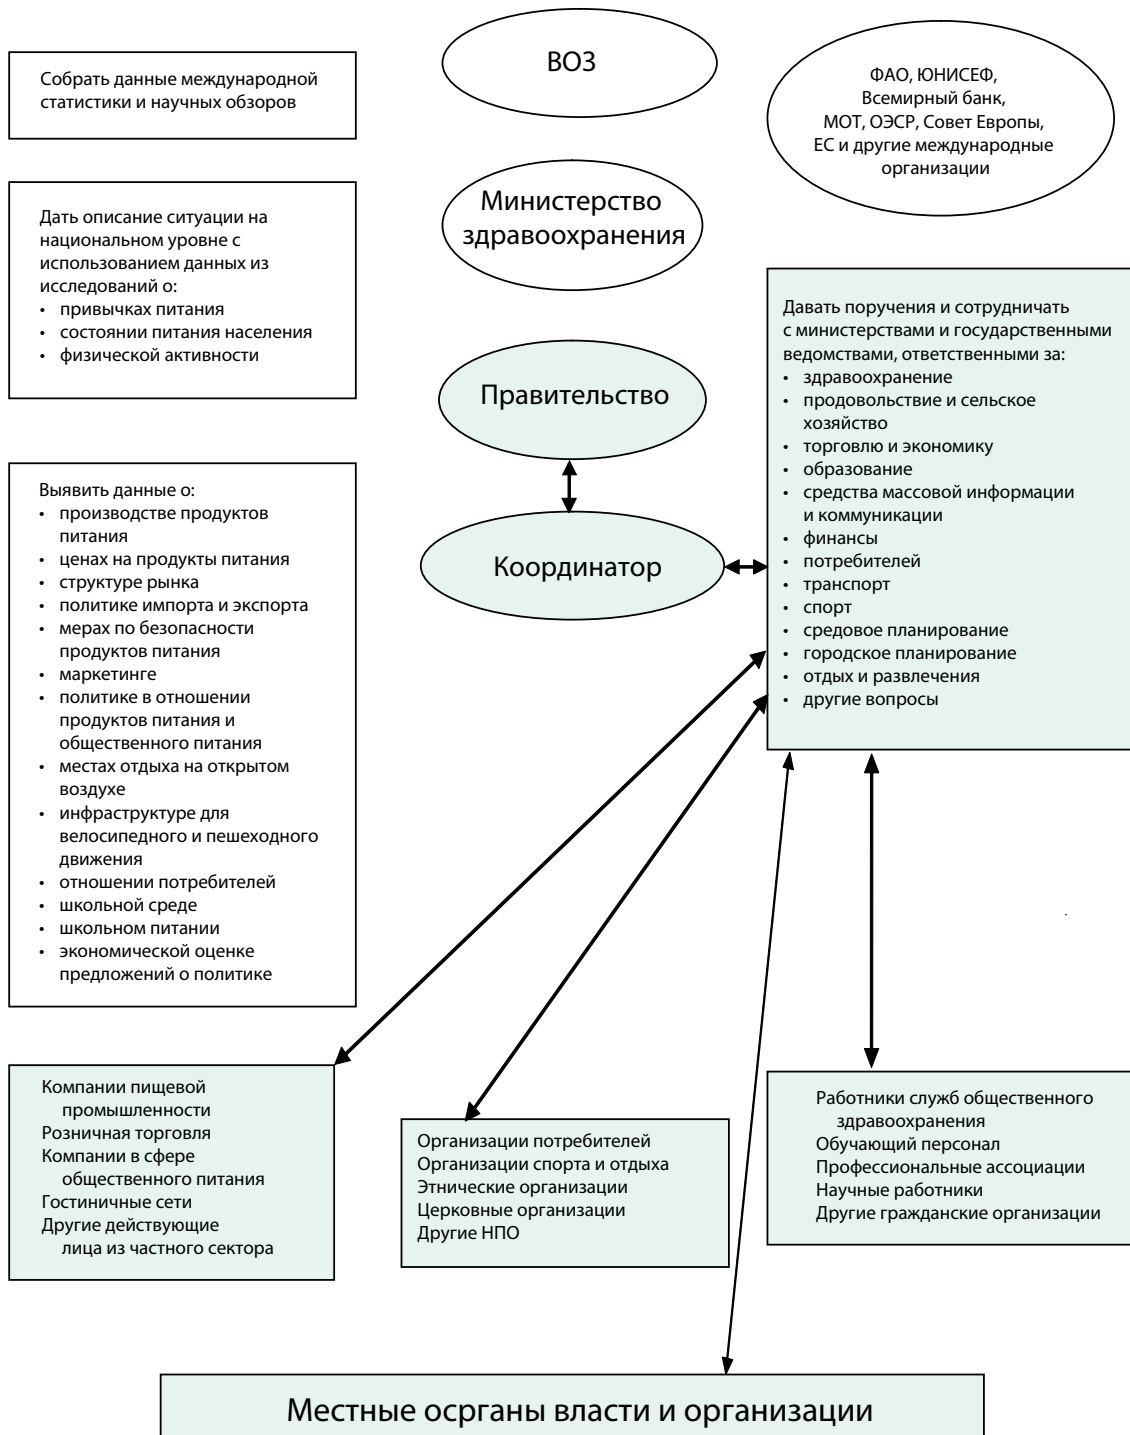 ВОЗ
ФАО, ЮНИСЕФ,
Всемирный банк,
МОТ, ОЭСР, Совет Европы,
ЕС и другие международные
организации
Собрать данные международной
статистики и научных обзоров
Министерство
здравоохранения
Дать описание ситуации на
национальном уровне с
использованием данных из
исследований о:
• привычках питания
• состоянии питания населения
• физической активности
Правительство
Координатор
Давать поручения и сотрудничать
с министерствами и государственными
ведомствами, ответственными за:
• здравоохранение
• продовольствие и сельское
хозяйство
• торговлю и экономику
• образование
• средства массовой информации
и коммуникации
• финансы
• потребителей
• транспорт
• спорт
• средовое планирование
• городское планирование
• отдых и развлечения
• другие вопросы
Выявить данные о:
• производстве продуктов
питания
• ценах на продукты питания
• структуре рынка
• политике импорта и экспорта
• мерах по безопасности
продуктов питания
• маркетинге
• политике в отношении
продуктов питания и
общественного питания
• местах отдыха на открытом
воздухе
• инфраструктуре для
велосипедного и пешеходного
движения
• отношении потребителей
• школьной среде
• школьном питании
• экономической оценке
предложений о политике
Компании пищевой
промышленности
Розничная торговля
Компании в сфере
общественного питания
Гостиничные сети
Другие действующие
лица из частного сектора
Организации потребителей
Организации спорта и отдыха
Этнические организации
Церковные организации
Другие НПО
Работники служб общественного
здравоохранения
Обучающий персонал
Профессиональные ассоциации
Научные работники
Другие гражданские организации
Местные осрганы власти и организации